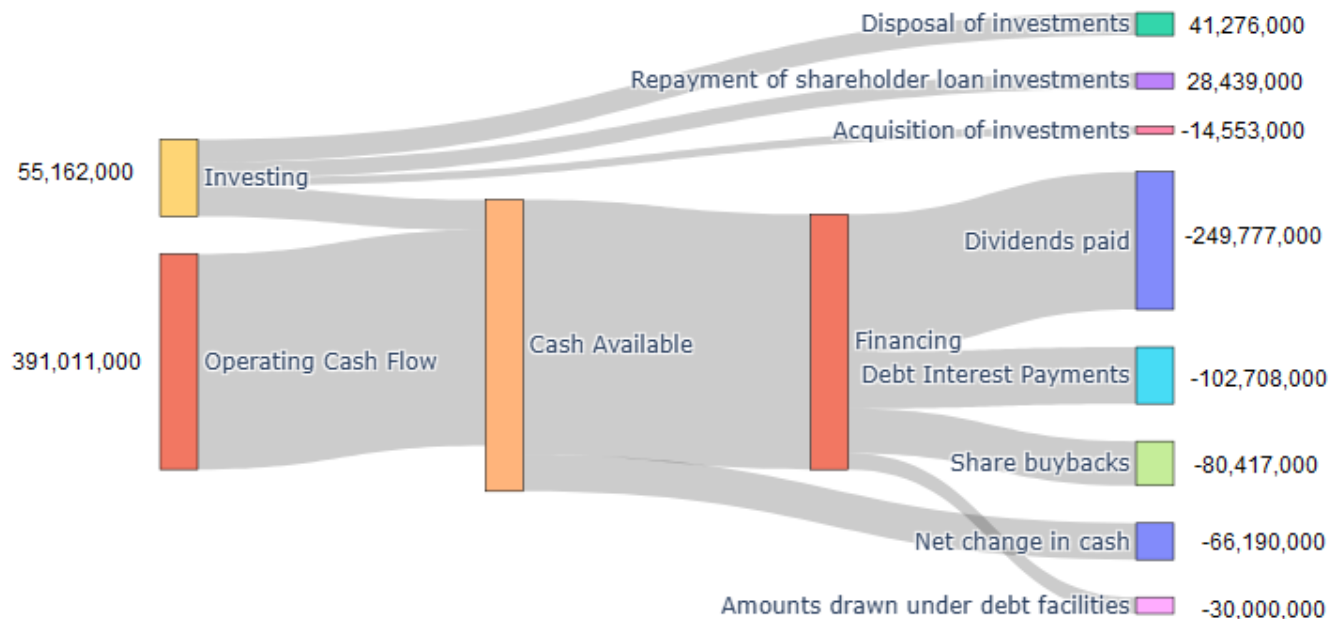 Disposal of investments 41,276,000
Repayment of shareholder loan investments 28,439,000
Acquisition of investments -14,553,000
55,162,000 Investing
Dividends paid -249,777,000
Cash Available
Financing
391,011,000 Operating Cash Flow
Debt Interest Payments -102,708,000
Share buybacks -80,417,000
Net change in cash -66,190,000
Amounts drawn under debt facilities -30,000,000